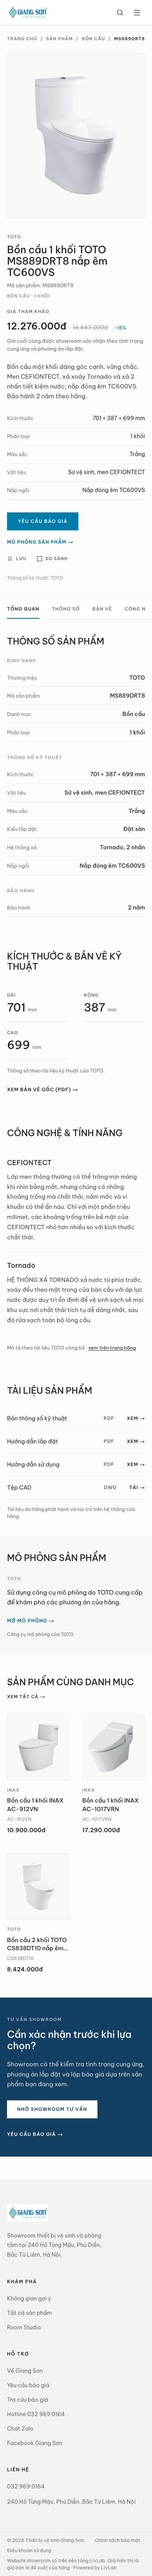 GIANG SƠN
TRANG CHỦ / SẢN PHẨM / BỒN CẦU / MS889DRT8
TOTO
Bồn cầu 1 khối TOTO
MS889DRT8 nắp êm
TC600VS
Mã sản phẩm: MS889DRT8
BỒN CẦU · 1 KHỐI
GIÁ THAM KHẢO
12.276.000đ 14.443.000đ −15%
Giá cuối cùng được showroom xác nhận theo tình trạng
cung ứng và phương án lắp đặt.
Bồn cầu một khối dáng góc cạnh, vững chắc.
Men CEFIONTECT, xả xoáy Tornado và xả 2
nhấn tiết kiệm nước; nắp đóng êm TC600VS.
Bảo hành 2 năm theo hãng.
Kích thước 701 × 387 × 699 mm
Phân loại 1 khối
Màu sắc Trắng
Vật liệu Sứ vệ sinh, men CEFIONTECT
Nắp ngồi Nắp đóng êm TC600VS
YÊU CẦU BÁO GIÁ
MÔ PHỎNG SẢN PHẨM →
LƯU SO SÁNH
Thông số kỹ thuật: TOTO
TỔNG QUAN THÔNG SỐ BẢN VẼ CÔNG N
THÔNG SỐ SẢN PHẨM
ĐỊNH DANH
Thương hiệu TOTO
Mã sản phẩm MS889DRT8
Danh mục Bồn cầu
Phân loại 1 khối
THÔNG SỐ KỸ THUẬT
Kích thước 701 × 387 × 699 mm
Vật liệu Sứ vệ sinh, men CEFIONTECT
Màu sắc Trắng
Kiểu lắp đặt Đặt sàn
Hệ thống xả Tornado, 2 nhấn
Nắp ngồi Nắp đóng êm TC600VS
BẢO HÀNH
Bảo hành 2 năm
KÍCH THƯỚC & BẢN VẼ KỸ
THUẬT
DÀI RỘNG
701 mm 387 mm
CAO
699 mm
Thông số theo tài liệu kỹ thuật của TOTO.
XEM BẢN VẼ GỐC (PDF) →
CÔNG NGHỆ & TÍNH NĂNG
CEFIONTECT
Lớp men thông thường có thể trông mịn màng
khi nhìn bằng mắt, nhưng chúng có những
khoảng trống mà chất thải, nấm mốc và vi
khuẩn có thể ẩn náu. Chỉ với một phần triệu
milimet, các khoảng trống trên bề mặt của
CEFIONTECT nhỏ hơn nhiều so với kích thước
chất thải.
Tornado
HỆ THỐNG XẢ TORNADO xả nước từ phía trước,
xoáy đều theo mặt trong của bàn cầu với áp lực
nước được duy trì ổn định để vệ sinh sạch sẽ mọi
khu vực với chất thải tích tụ dễ dàng nhất, sau
đó rửa sạch toàn bộ lòng cầu.
Mô tả theo tài liệu TOTO công bố · xem trên trang hãng
TÀI LIỆU SẢN PHẨM
Bản thông số kỹ thuật PDF XEM →
Hướng dẫn lắp đặt PDF XEM →
Hướng dẫn sử dụng PDF XEM →
Tệp CAD DWG TẢI →
Tài liệu do hãng phát hành và lưu trữ trên hệ thống của
hãng.
MÔ PHỎNG SẢN PHẨM
TOTO
Sử dụng công cụ mô phỏng do TOTO cung cấp
để khám phá các phương án của hãng.
MỞ MÔ PHỎNG →
Công cụ mô phỏng của TOTO
SẢN PHẨM CÙNG DANH MỤC
XEM TẤT CẢ →
INAX
Bồn cầu 1 khối INAX
AC-912VN
AC-912VN
10.900.000đ
INAX
Bồn cầu 1 khối INAX
AC-1017VRN
AC-1017VRN
17.290.000đ
TOTO
Bồn cầu 2 khối TOTO
CS838DT10 nắp êm…
CS838DT10
8.424.000đ
TƯ VẤN SHOWROOM
Cần xác nhận trước khi lựa
chọn?
Showroom có thể kiểm tra tình trạng cung ứng,
phương án lắp đặt và lập báo giá dựa trên sản
phẩm bạn đang xem.
NHỜ SHOWROOM TƯ VẤN
YÊU CẦU BÁO GIÁ →
GIANG SƠN
Showroom thiết bị vệ sinh và phòng
tắm tại 240 Hồ Tùng Mậu, Phú Diễn,
Bắc Từ Liêm, Hà Nội.
KHÁM PHÁ
Không gian gợi ý
Tất cả sản phẩm
Room Studio
HỖ TRỢ
Về Giang Sơn
Yêu cầu báo giá
Tra cứu báo giá
Hotline 032 969 0164
Chat Zalo
Facebook Giang Sơn
LIÊN HỆ
032 969 0164
240 Hồ Tùng Mậu, Phú Diễn, Bắc Từ Liêm, Hà Nội
© 2026 Thiết bị vệ sinh Giang Sơn. Chính sách bảo mật
Điều khoản sử dụng
Website showroom số trên nền tảng LivLab. Giá hiển thị là
giá bán lẻ đề xuất của hãng · Powered by LivLab